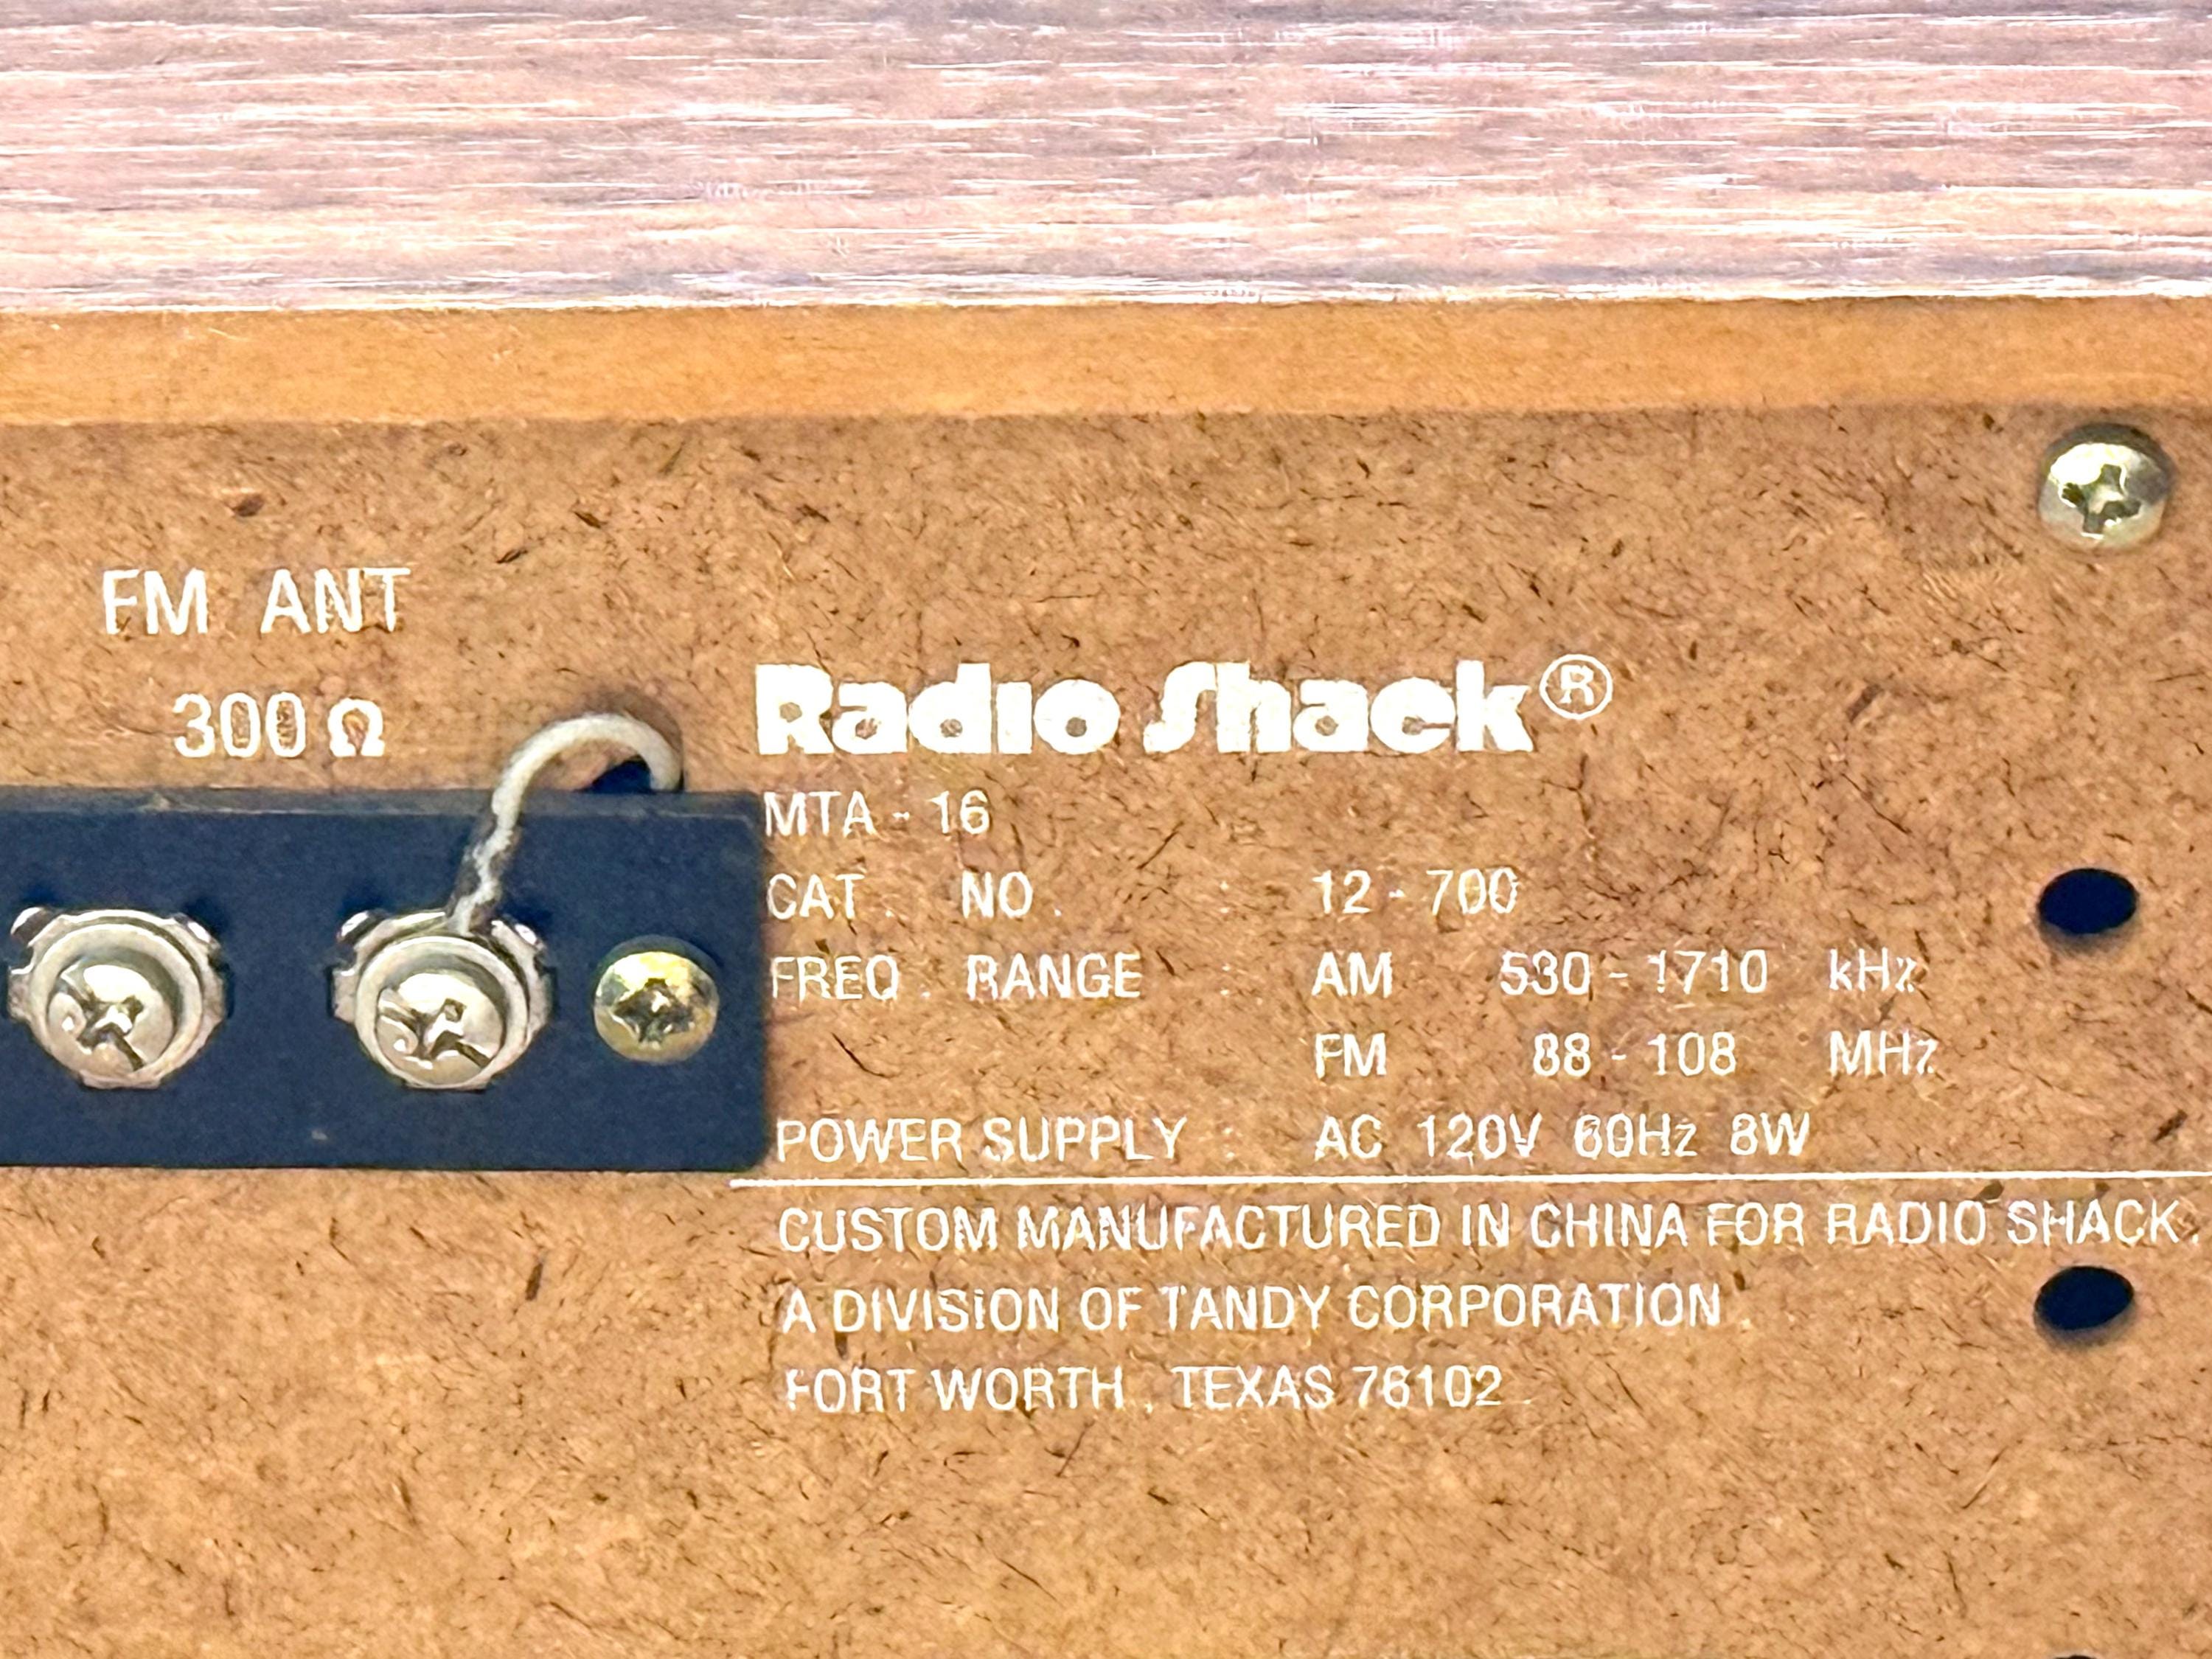 FM ANT
300 Ω
Radio Shack®
MTA - 16
CAT. NO. : 12 - 700
FREQ. RANGE : AM 530 - 1710 kHz
FM 88 - 108 MHz
POWER SUPPLY : AC 120V 60Hz 8W
CUSTOM MANUFACTURED IN CHINA FOR RADIO SHACK.
A DIVISION OF TANDY CORPORATION.
FORT WORTH, TEXAS 76102.